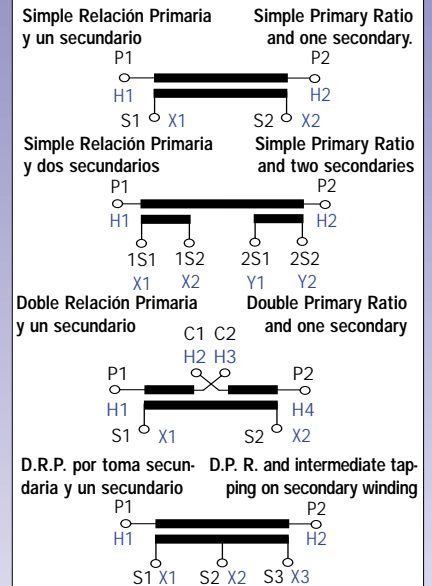 Simple Relación Primaria
y un secundario
Simple Primary Ratio
and one secondary.
P1 P2
H1 H2
S1 X1 S2 X2
Simple Relación Primaria
y dos secundarios
Simple Primary Ratio
and two secondaries
P1 P2
H1 H2
1S1 1S2 2S1 2S2
X1 X2 Y1 Y2
Doble Relación Primaria
y un secundario
Double Primary Ratio
and one secondary
C1 C2
H2 H3
P1 P2
H1 H4
S1 X1 S2 X2
D.R.P. por toma secun-
daria y un secundario
D.P. R. and intermediate tap-
ping on secondary winding
P1 P2
H1 H2
S1 X1 S2 X2 S3 X3